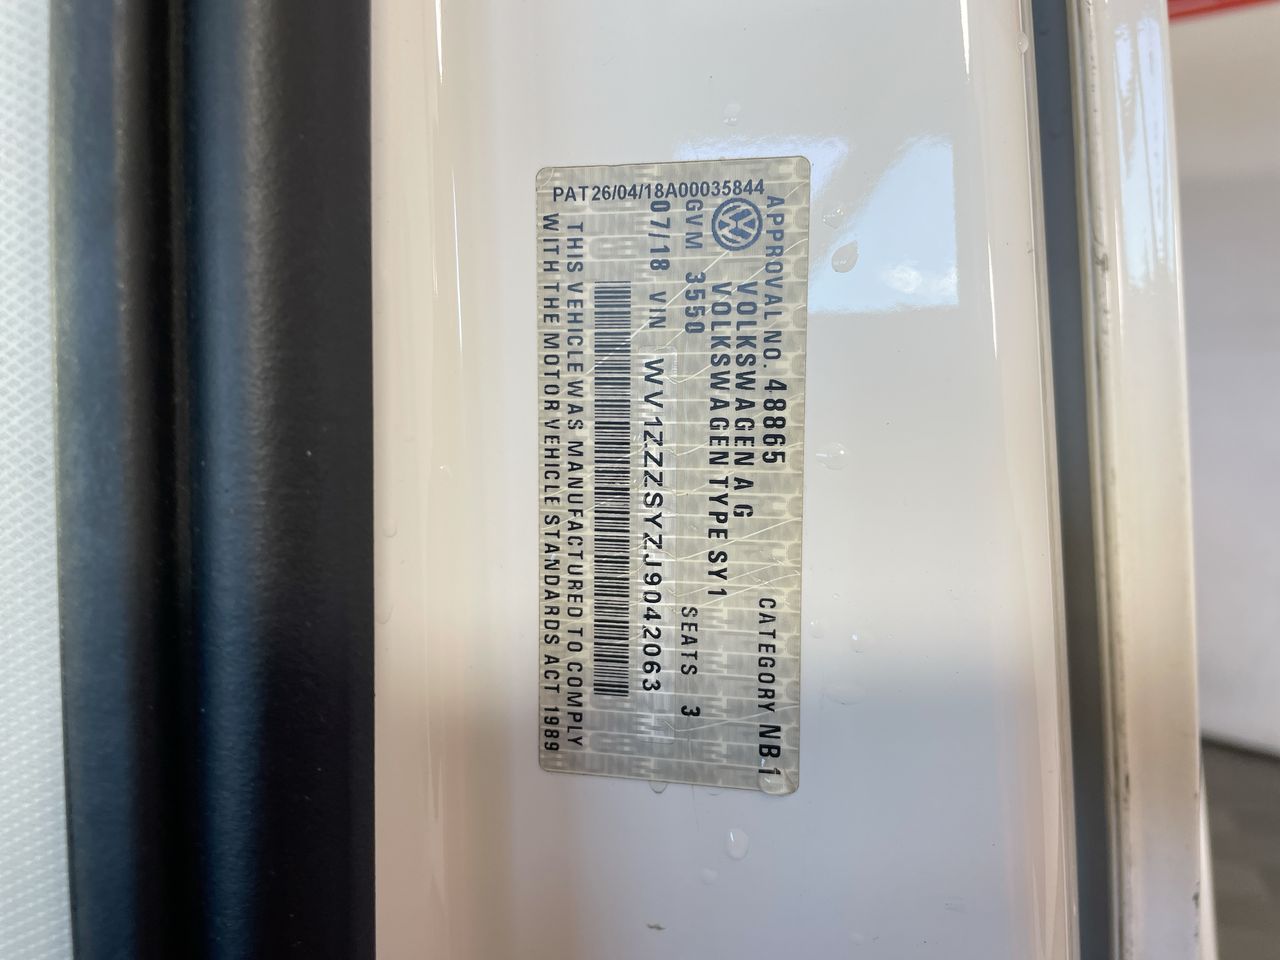 PAT26/04/18A00035844
APPROVAL NO. 48865 CATEGORY NB1
VOLKSWAGEN AG
VOLKSWAGEN TYPE SY1
GVM 3550 SEATS 3
07/18 VIN WV1ZZZSYZJ9042063
THIS VEHICLE WAS MANUFACTURED TO COMPLY
WITH THE MOTOR VEHICLE STANDARDS ACT 1989